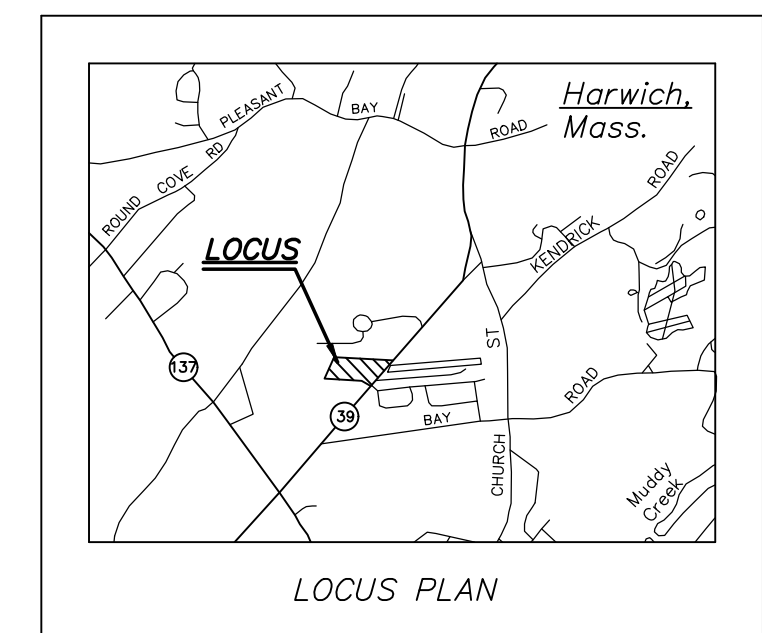 Harwich,
Mass.
PLEASANT BAY ROAD
ROUND COVE RD
KENDRICK ROAD
LOCUS
137
39
BAY ROAD
CHURCH ST
Muddy
Creek
LOCUS PLAN